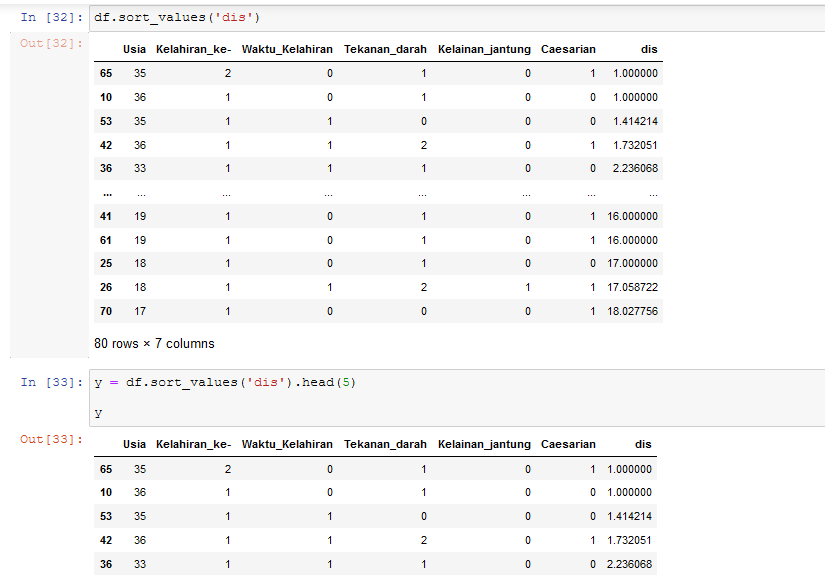 In [32]: df.sort_values('dis')
Out[32]:
Usia Kelahiran_ke- Waktu_Kelahiran Tekanan_darah Kelainan_jantung Caesarian dis
65 35 2 0 1 0 1 1.000000
10 36 1 0 1 0 0 1.000000
53 35 1 1 0 0 0 1.414214
42 36 1 1 2 0 1 1.732051
36 33 1 1 1 0 0 2.236068
... ... ... ... ... ... ... ...
41 19 1 0 1 0 1 16.000000
61 19 1 0 1 0 1 16.000000
25 18 1 0 1 0 0 17.000000
26 18 1 1 2 1 1 17.058722
70 17 1 0 0 0 1 18.027756
80 rows × 7 columns
In [33]: y = df.sort_values('dis').head(5)
y
Out[33]:
Usia Kelahiran_ke- Waktu_Kelahiran Tekanan_darah Kelainan_jantung Caesarian dis
65 35 2 0 1 0 1 1.000000
10 36 1 0 1 0 0 1.000000
53 35 1 1 0 0 0 1.414214
42 36 1 1 2 0 1 1.732051
36 33 1 1 1 0 0 2.236068